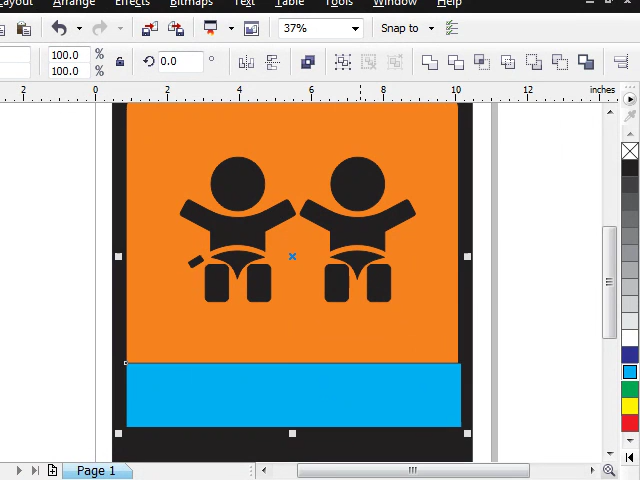 Layout Arrange Effects Bitmaps Text Table Tools Window Help
37% Snap to
100.0 %
100.0 %
0.0 °
2 0 2 4 6 8 10 12 inches
Page 1